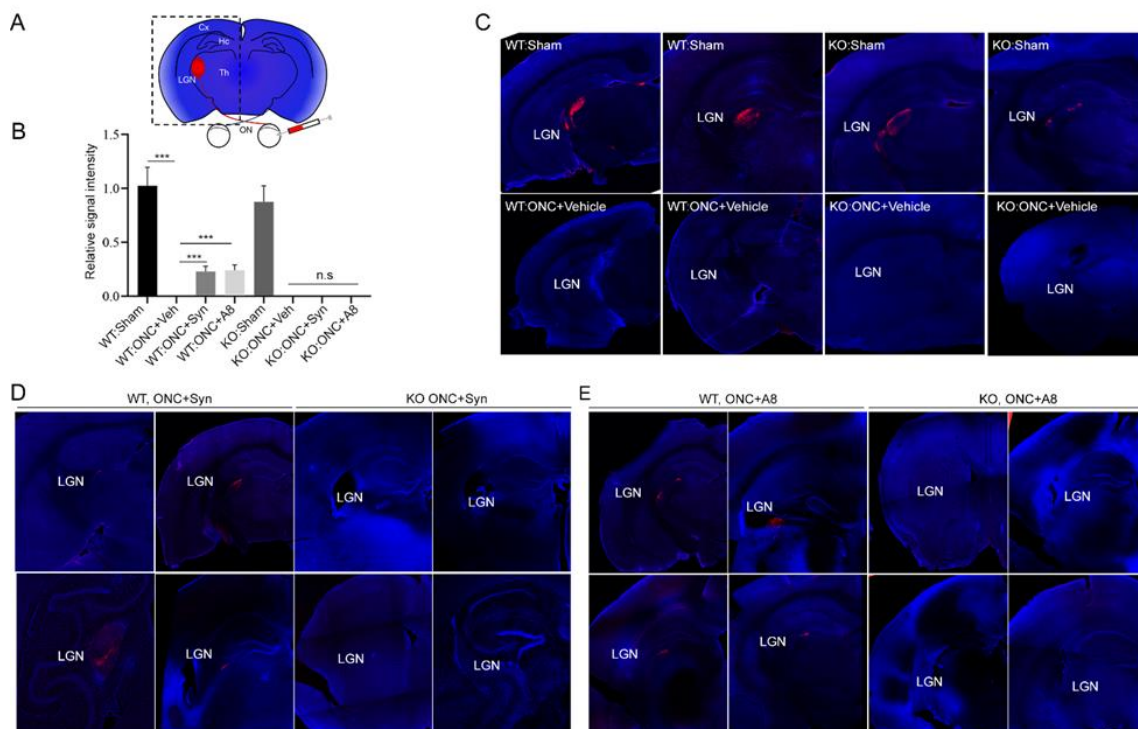 A
Cx
Hc
LGN
Th
ON
B
Relative signal intensity
1.5
1.0
0.5
0.0
***
***
***
n.s
WT:Sham
WT:ONC+Veh
WT:ONC+Syn
WT:ONC+A8
KO:Sham
KO:ONC+Veh
KO:ONC+Syn
KO:ONC+A8
C
WT:Sham
WT:Sham
KO:Sham
KO:Sham
LGN
LGN
LGN
LGN
WT:ONC+Vehicle
WT:ONC+Vehicle
KO:ONC+Vehicle
KO:ONC+Vehicle
LGN
LGN
LGN
LGN
D
WT, ONC+Syn
KO ONC+Syn
LGN
LGN
LGN
LGN
LGN
LGN
LGN
LGN
E
WT, ONC+A8
KO, ONC+A8
LGN
LGN
LGN
LGN
LGN
LGN
LGN
LGN